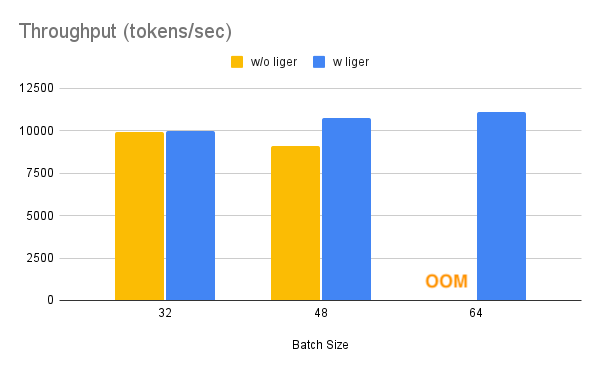 Throughput (tokens/sec)
w/o liger w liger
12500
10000
7500
5000
2500
0
OOM
32 48 64
Batch Size